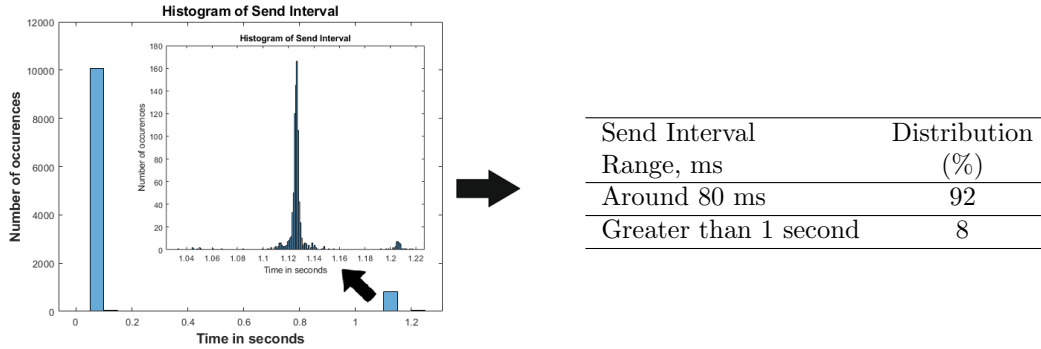 Histogram of Send Interval
12000
10000
8000
6000
4000
2000
0
Number of occurences
0 0.2 0.4 0.6 0.8 1 1.2
Time in seconds
Histogram of Send Interval
180
160
140
120
100
80
60
40
20
0
Number of occurences
1.04 1.06 1.08 1.1 1.12 1.14 1.16 1.18 1.2 1.22
Time in seconds
Send Interval Distribution
Range, ms (%)
Around 80 ms 92
Greater than 1 second 8